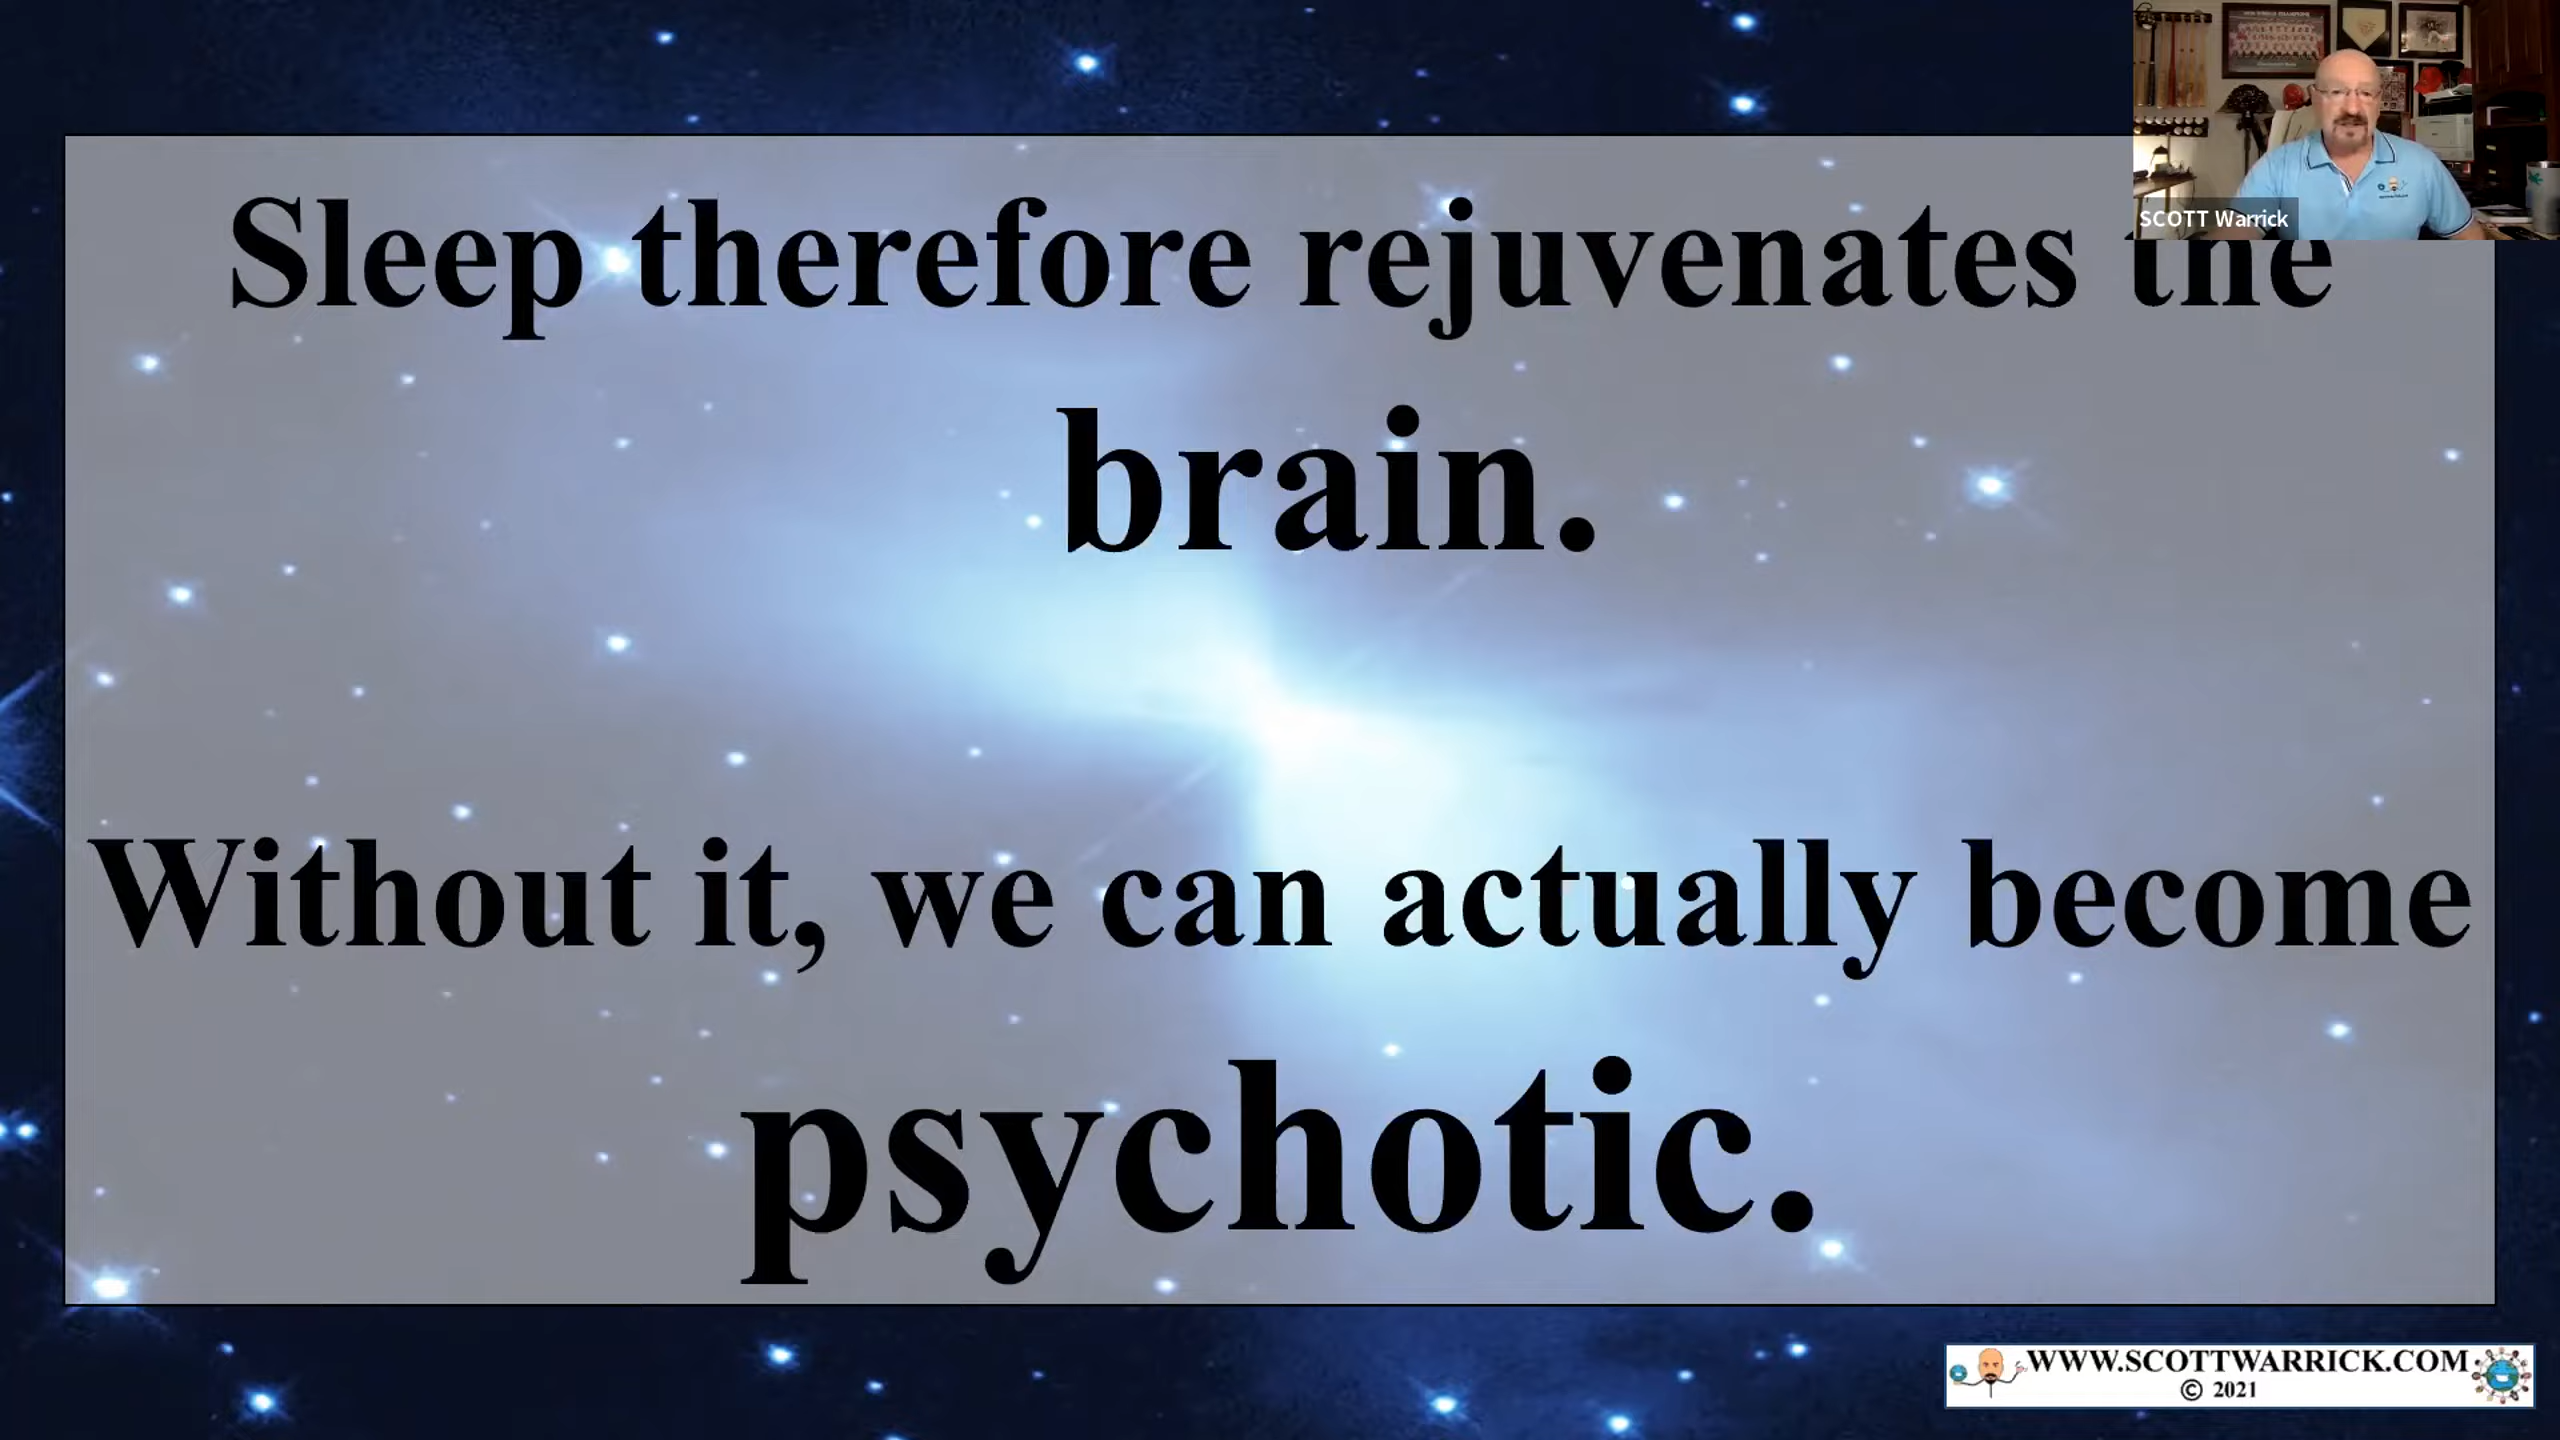 SCOTT Warrick
Sleep therefore rejuvenates the
brain.
Without it, we can actually become
psychotic.
WWW.SCOTTWARRICK.COM
© 2021